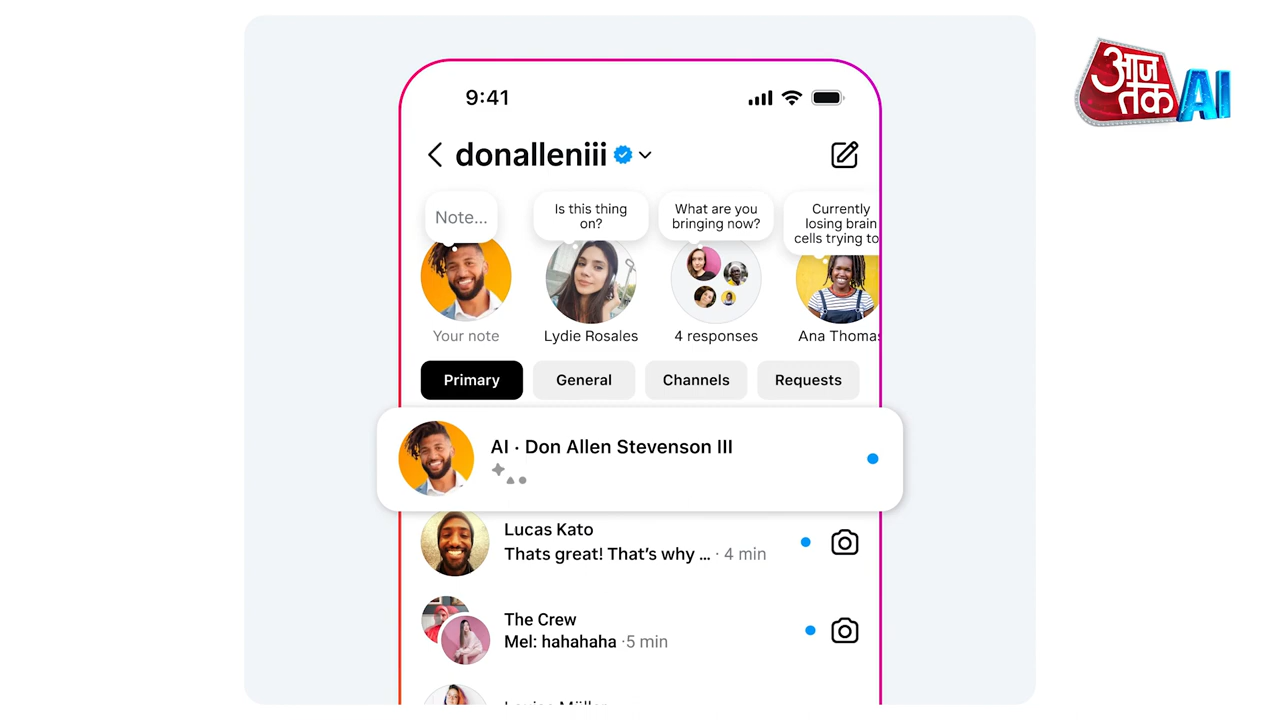 9:41
आज
तक
AI
donalleniii
Note...
Is this thing
on?
What are you
bringing now?
Currently
losing brain
cells trying to
Your note
Lydie Rosales
4 responses
Ana Thomas
Primary
General
Channels
Requests
AI · Don Allen Stevenson III
Lucas Kato
Thats great! That’s why ... · 4 min
The Crew
Mel: hahahaha ·5 min